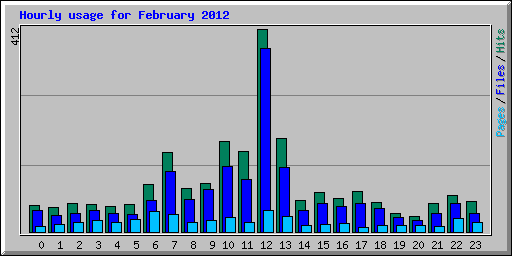 Hourly usage for February 2012
412
Pages / Files / Hits
0 1 2 3 4 5 6 7 8 9 10 11 12 13 14 15 16 17 18 19 20 21 22 23